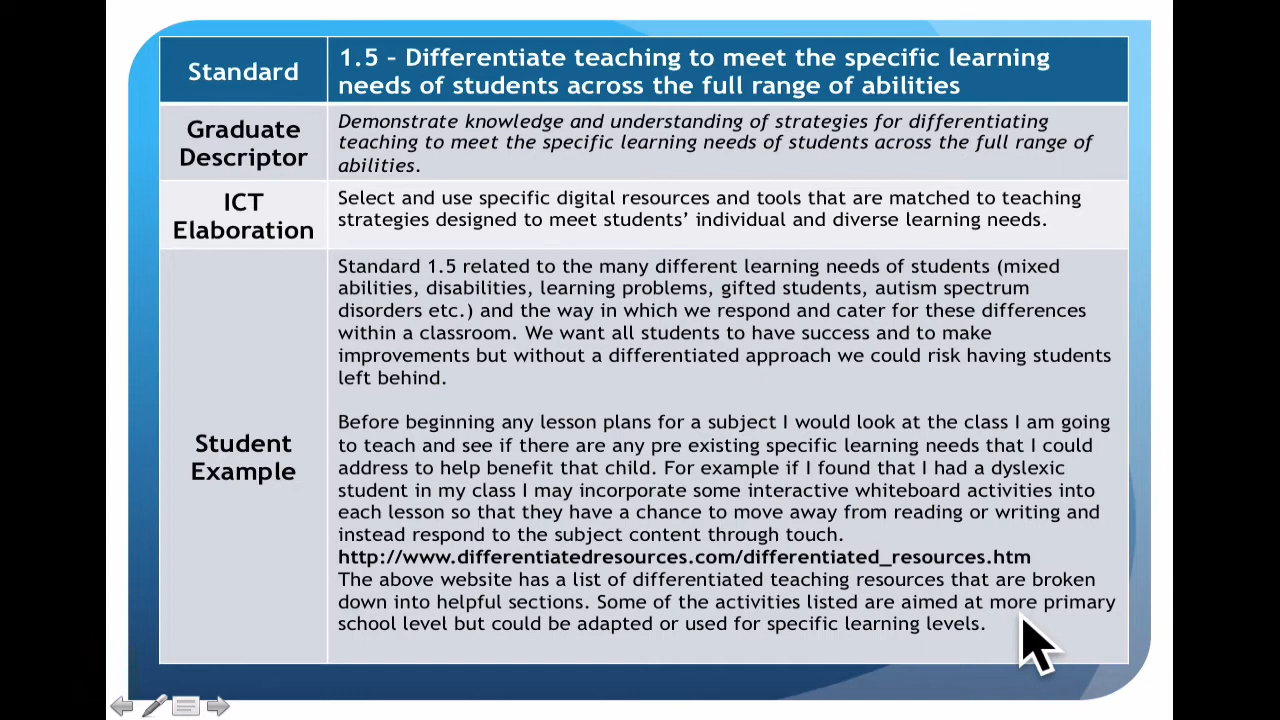 Standard
1.5 – Differentiate teaching to meet the specific learning
needs of students across the full range of abilities
Graduate
Descriptor
Demonstrate knowledge and understanding of strategies for differentiating
teaching to meet the specific learning needs of students across the full range of
abilities.
ICT
Elaboration
Select and use specific digital resources and tools that are matched to teaching
strategies designed to meet students’ individual and diverse learning needs.
Student
Example
Standard 1.5 related to the many different learning needs of students (mixed
abilities, disabilities, learning problems, gifted students, autism spectrum
disorders etc.) and the way in which we respond and cater for these differences
within a classroom. We want all students to have success and to make
improvements but without a differentiated approach we could risk having students
left behind.
Before beginning any lesson plans for a subject I would look at the class I am going
to teach and see if there are any pre existing specific learning needs that I could
address to help benefit that child. For example if I found that I had a dyslexic
student in my class I may incorporate some interactive whiteboard activities into
each lesson so that they have a chance to move away from reading or writing and
instead respond to the subject content through touch.
http://www.differentiatedresources.com/differentiated_resources.htm
The above website has a list of differentiated teaching resources that are broken
down into helpful sections. Some of the activities listed are aimed at more primary
school level but could be adapted or used for specific learning levels.